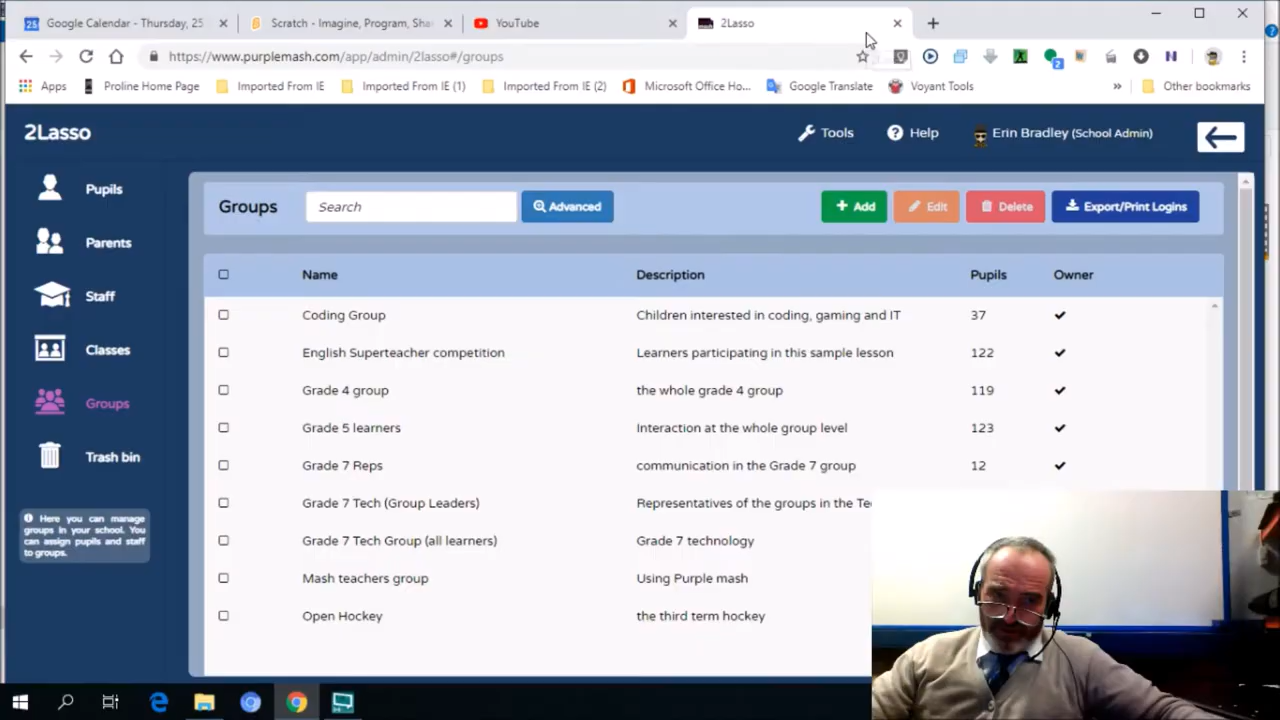 Google Calendar - Thursday, 25
Scratch - Imagine, Program, Sha
YouTube
2Lasso
https://www.purplemash.com/app/admin/2lasso#/groups
2
Apps
Proline Home Page
Imported From IE
Imported From IE (1)
Imported From IE (2)
Microsoft Office Ho...
Google Translate
Voyant Tools
»
Other bookmarks
2Lasso
Tools
Help
Erin Bradley (School Admin)
Pupils
Parents
Staff
Classes
Groups
Trash bin
Here you can manage
groups in your school. You
can assign pupils and staff
to groups.
Groups
Search
Advanced
Add
Edit
Delete
Export/Print Logins
Name Description Pupils Owner
Coding Group Children interested in coding, gaming and IT 37
English Superteacher competition Learners participating in this sample lesson 122
Grade 4 group the whole grade 4 group 119
Grade 5 learners Interaction at the whole group level 123
Grade 7 Reps communication in the Grade 7 group 12
Grade 7 Tech (Group Leaders) Representatives of the groups in the Te
Grade 7 Tech Group (all learners) Grade 7 technology
Mash teachers group Using Purple mash
Open Hockey the third term hockey